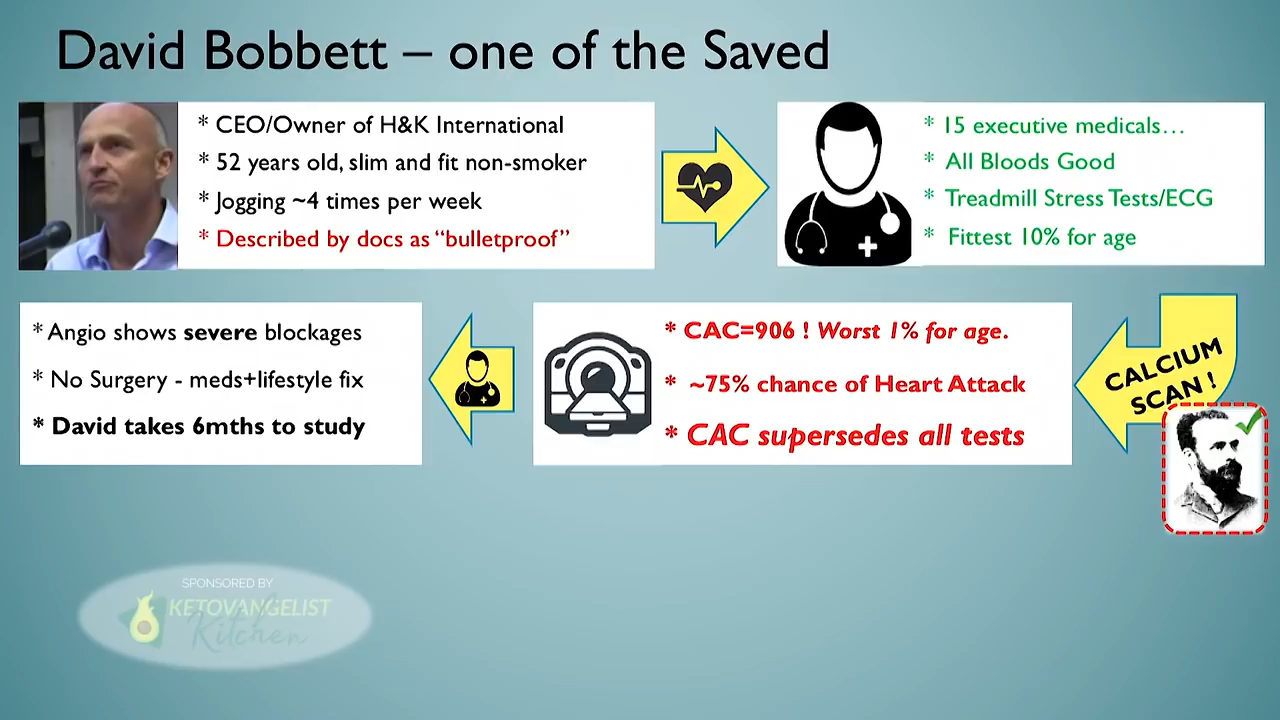 David Bobbett – one of the Saved
* CEO/Owner of H&K International
* 52 years old, slim and fit non-smoker
* Jogging ~4 times per week
* Described by docs as “bulletproof”
* 15 executive medicals…
* All Bloods Good
* Treadmill Stress Tests/ECG
* Fittest 10% for age
CALCIUM
SCAN !
* CAC=906 ! Worst 1% for age.
* ~75% chance of Heart Attack
* CAC supersedes all tests
* Angio shows severe blockages
* No Surgery - meds+lifestyle fix
* David takes 6mths to study
SPONSORED BY
KETOVANGELIST
Kitchen